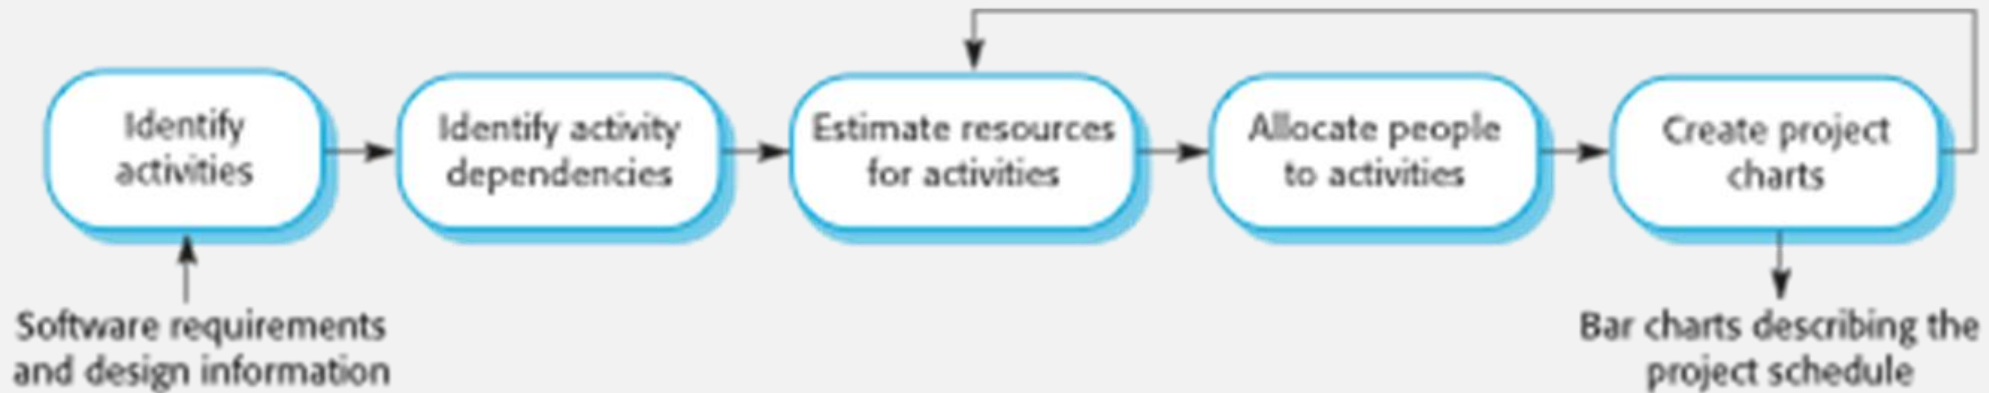 Identify
activities
Identify activity
dependencies
Estimate resources
for activities
Allocate people
to activities
Create project
charts
Software requirements
and design information
Bar charts describing the
project schedule